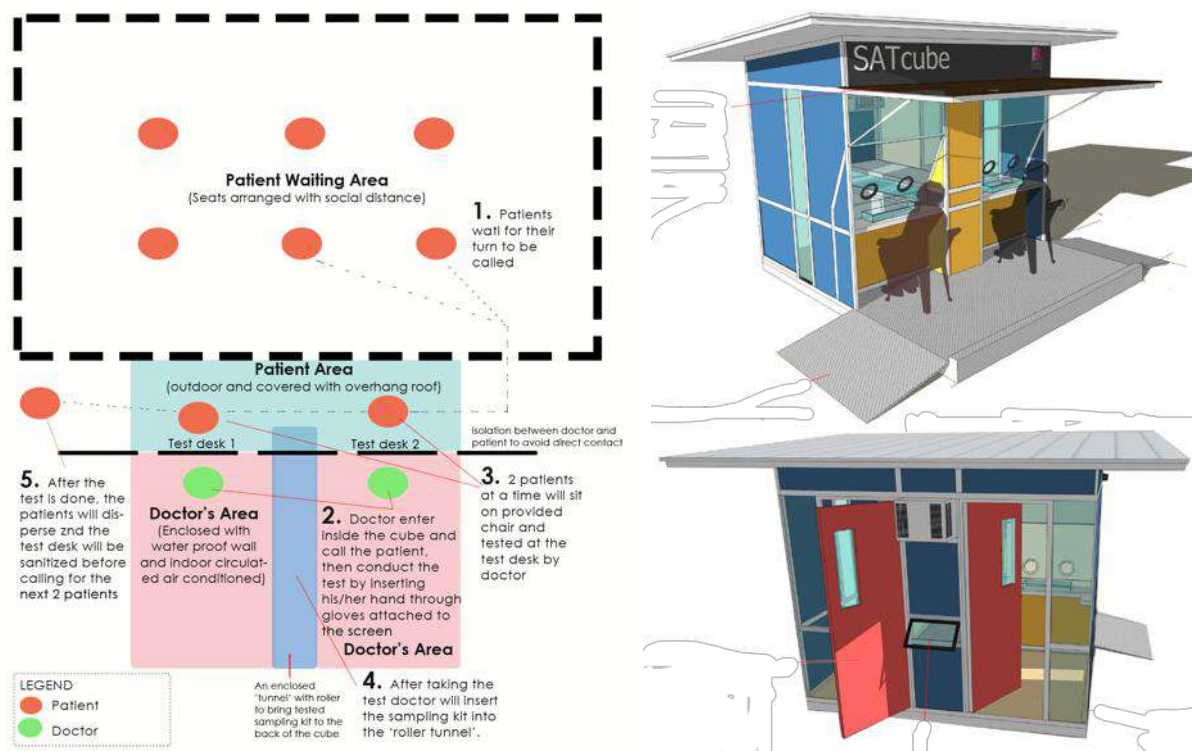 Patient Waiting Area
(Seats arranged with social distance)
1. Patients
wati for their
turn to be
called
Patient Area
(outdoor and covered with overhang roof)
Test desk 1
Test desk 2
Isolation between doctor and
patient to avoid direct contact
5. After the
test is done, the
patients will dis-
perse znd the
test desk will be
sanitized before
calling for the
next 2 patients
Doctor's Area
(Enclosed with
water proof wall
and indoor circulat-
ed air conditioned)
2. Doctor enter
inside the cube and
call the patient,
then conduct the
test by inserting
his/her hand through
gloves attached to
the screen
Doctor's Area
3. 2 patients
at a time will sit
on provided
chair and
tested at the
test desk by
doctor
An enclosed
'tunnel' with roller
to bring tested
sampling kit to the
back of the cube
4. After taking the
test doctor will insert
the sampling kit into
the 'roller tunnel'.
LEGEND
Patient
Doctor
SATcube